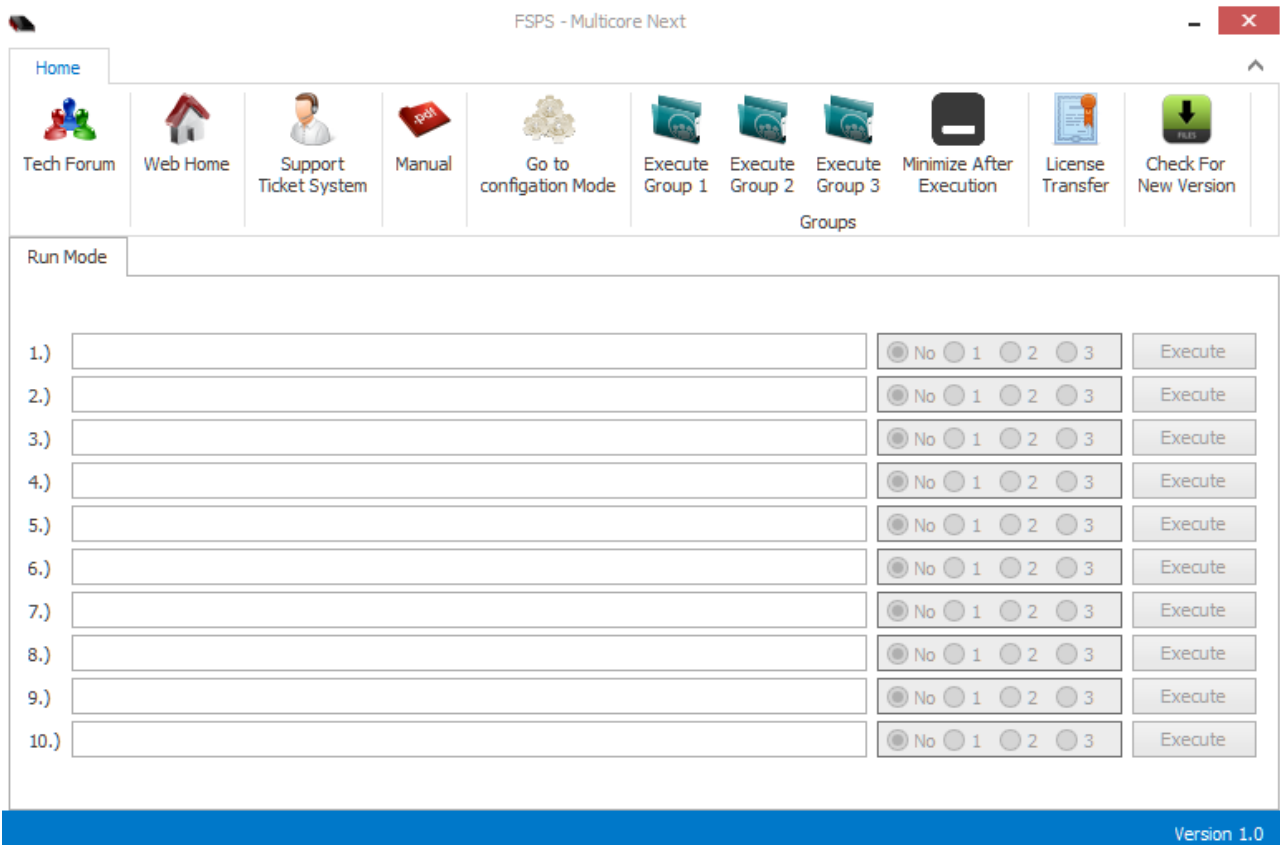 FSPS - Multicore Next
Home
Tech Forum
Web Home
Support
Ticket System
.pdf
Manual
Go to
configation Mode
Execute
Group 1
Execute
Group 2
Execute
Group 3
Minimize After
Execution
Groups
License
Transfer
FILES
Check For
New Version
Run Mode
1.) No 1 2 3 Execute
2.) No 1 2 3 Execute
3.) No 1 2 3 Execute
4.) No 1 2 3 Execute
5.) No 1 2 3 Execute
6.) No 1 2 3 Execute
7.) No 1 2 3 Execute
8.) No 1 2 3 Execute
9.) No 1 2 3 Execute
10.) No 1 2 3 Execute
Version 1.0